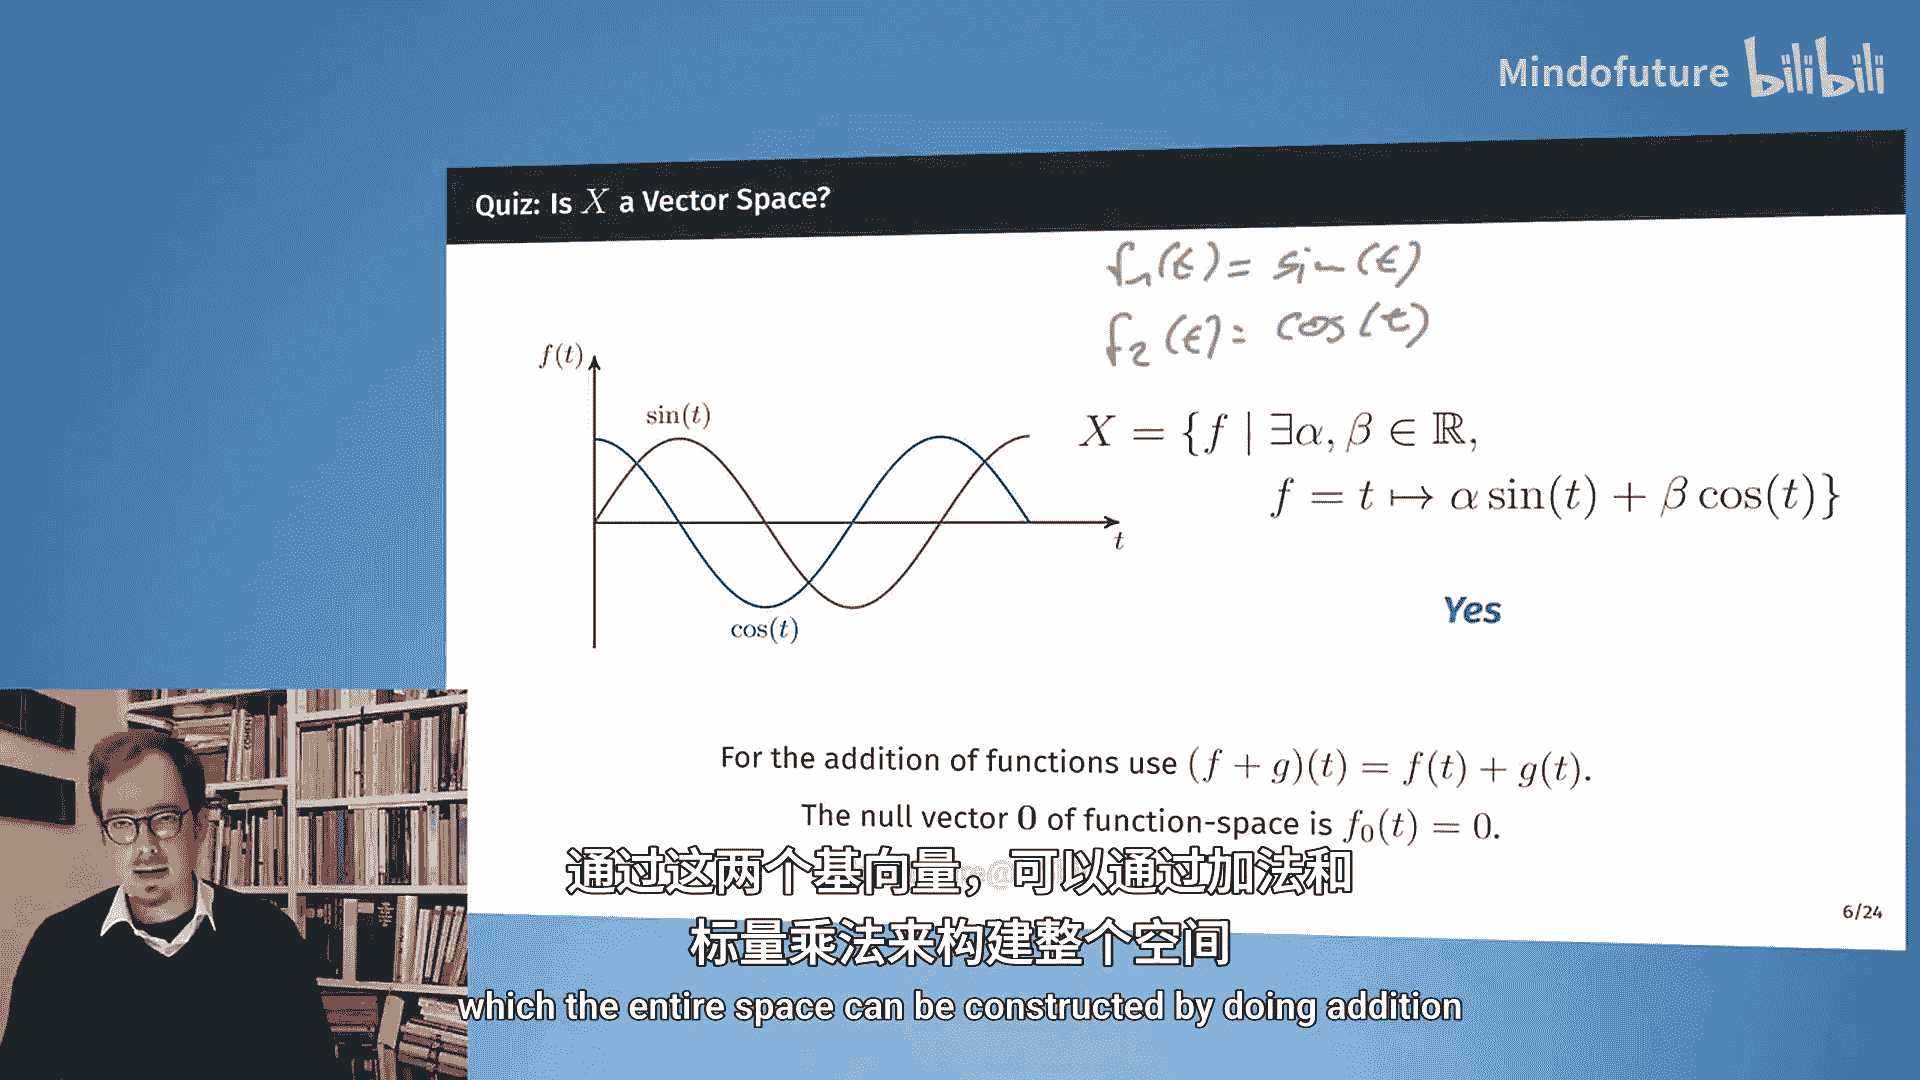 Mindofuture bilibili
Quiz: Is X a Vector Space?
f₁(t) = sin(t)
f₂(t) = cos(t)
f(t)
sin(t)
cos(t)
t
X = {f | ∃α, β ∈ ℝ,
f = t ↦ α sin(t) + β cos(t)}
Yes
For the addition of functions use (f + g)(t) = f(t) + g(t).
The null vector 0 of function-space is f₀(t) = 0.
6/24
通过这两个基向量，可以通过加法和
标量乘法来构建整个空间
which the entire space can be constructed by doing addition